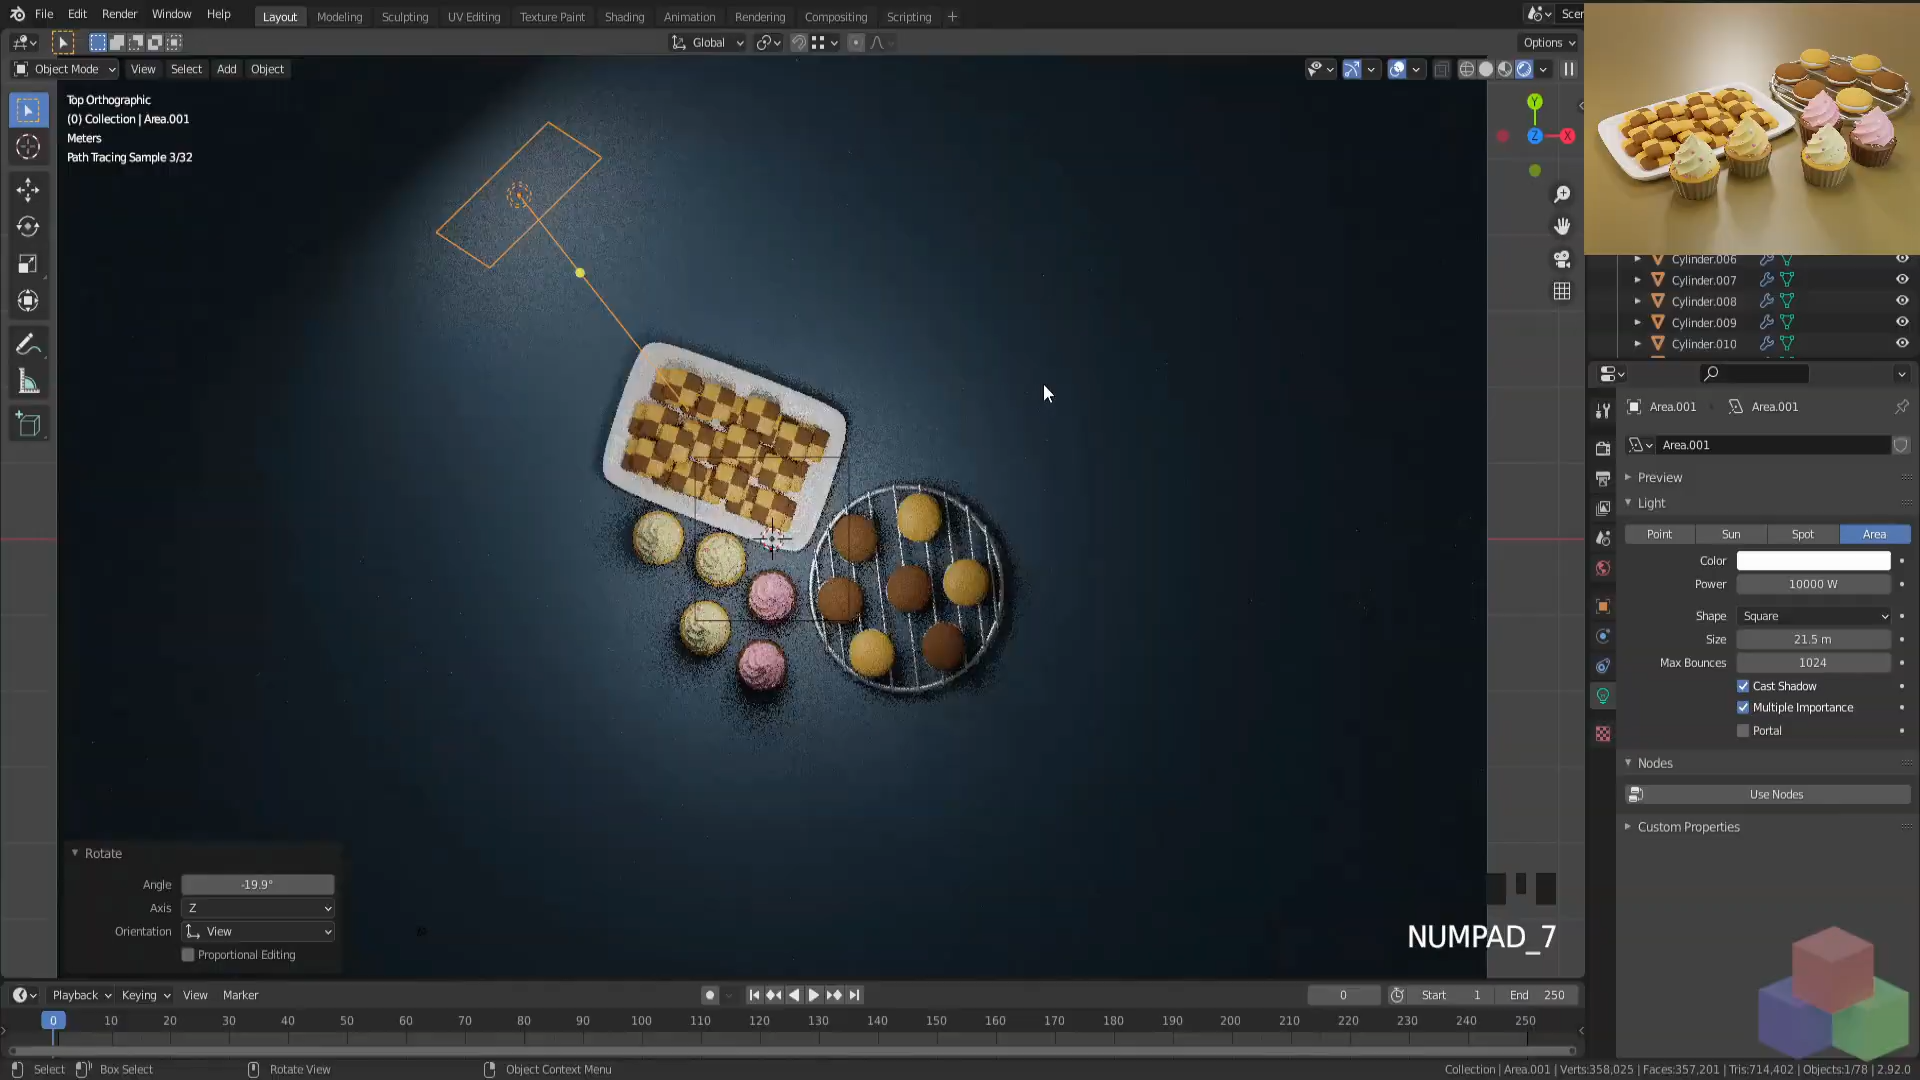 File Edit Render Window Help Layout Modeling Sculpting UV Editing Texture Paint Shading Animation Rendering Compositing Scripting +
Global Options
Object Mode View Select Add Object
Top Orthographic
(0) Collection | Area.001
Meters
Path Tracing Sample 3/32
Y
Z X
Cylinder.006
Cylinder.007
Cylinder.008
Cylinder.009
Cylinder.010
Area.001 Area.001
Area.001
Preview
Light
Point Sun Spot Area
Color
Power 10000 W
Shape Square
Size 21.5 m
Max Bounces 1024
Cast Shadow
Multiple Importance
Portal
Nodes
Use Nodes
Custom Properties
Rotate
Angle -19.9°
Axis Z
Orientation View
Proportional Editing
NUMPAD_7
Playback Keying View Marker 0 Start 1 End 250
0 10 20 30 40 50 60 70 80 90 100 110 120 130 140 150 160 170 180 190 200 210 220 230 240 250
Select Box Select Rotate View Object Context Menu Collection | Area.001 | Verts:358,025 | Faces:357,201 | Tris:714,402 | Objects:1/78 | 2.92.0